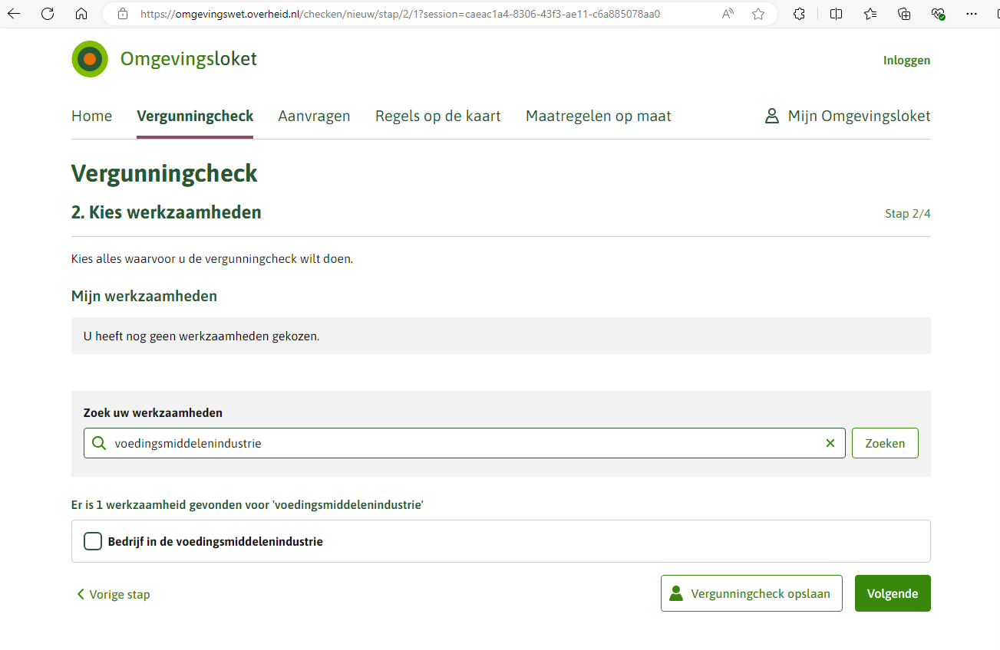 https://omgevingswet.overheid.nl/checken/nieuw/stap/2/1?session=caeac1a4-8306-43f3-ae11-c6a885078aa0
Omgevingsloket
Inloggen
Home Vergunningcheck Aanvragen Regels op de kaart Maatregelen op maat Mijn Omgevingsloket
Vergunningcheck
2. Kies werkzaamheden
Stap 2/4
Kies alles waarvoor u de vergunningcheck wilt doen.
Mijn werkzaamheden
U heeft nog geen werkzaamheden gekozen.
Zoek uw werkzaamheden
voedingsmiddelenindustrie
Zoeken
Er is 1 werkzaamheid gevonden voor 'voedingsmiddelenindustrie'
Bedrijf in de voedingsmiddelenindustrie
Vorige stap
Vergunningcheck opslaan
Volgende